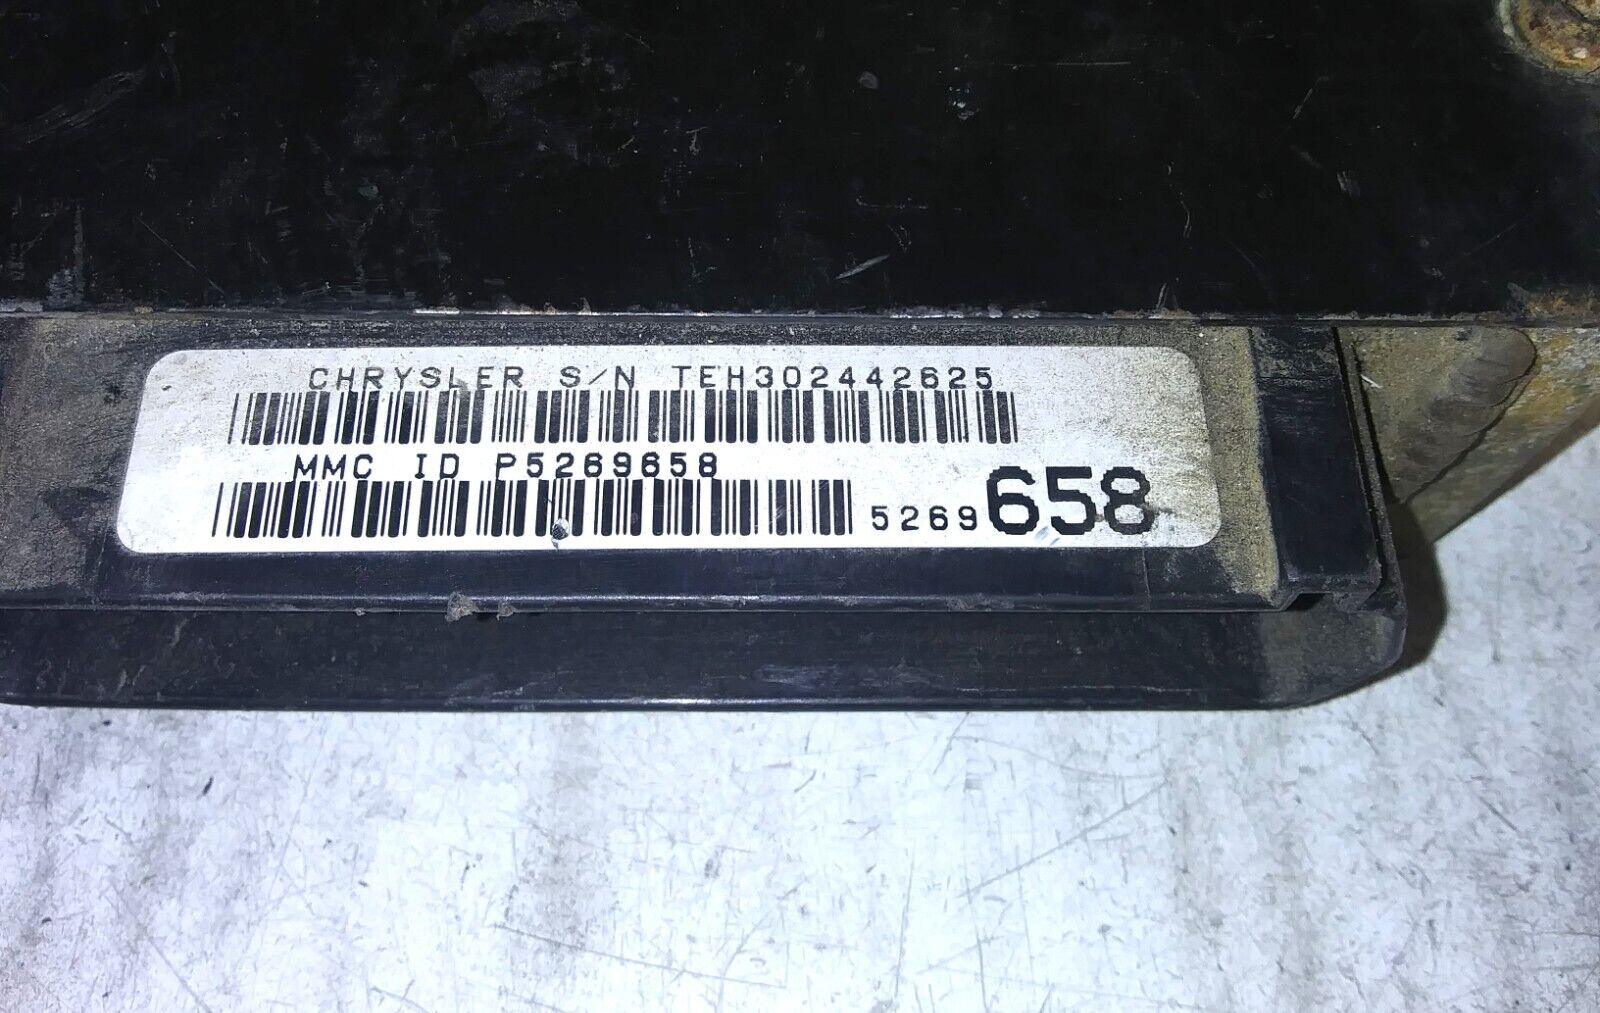 CHRYSLER S/N TEH302442625
MMC ID P5269658
5269658